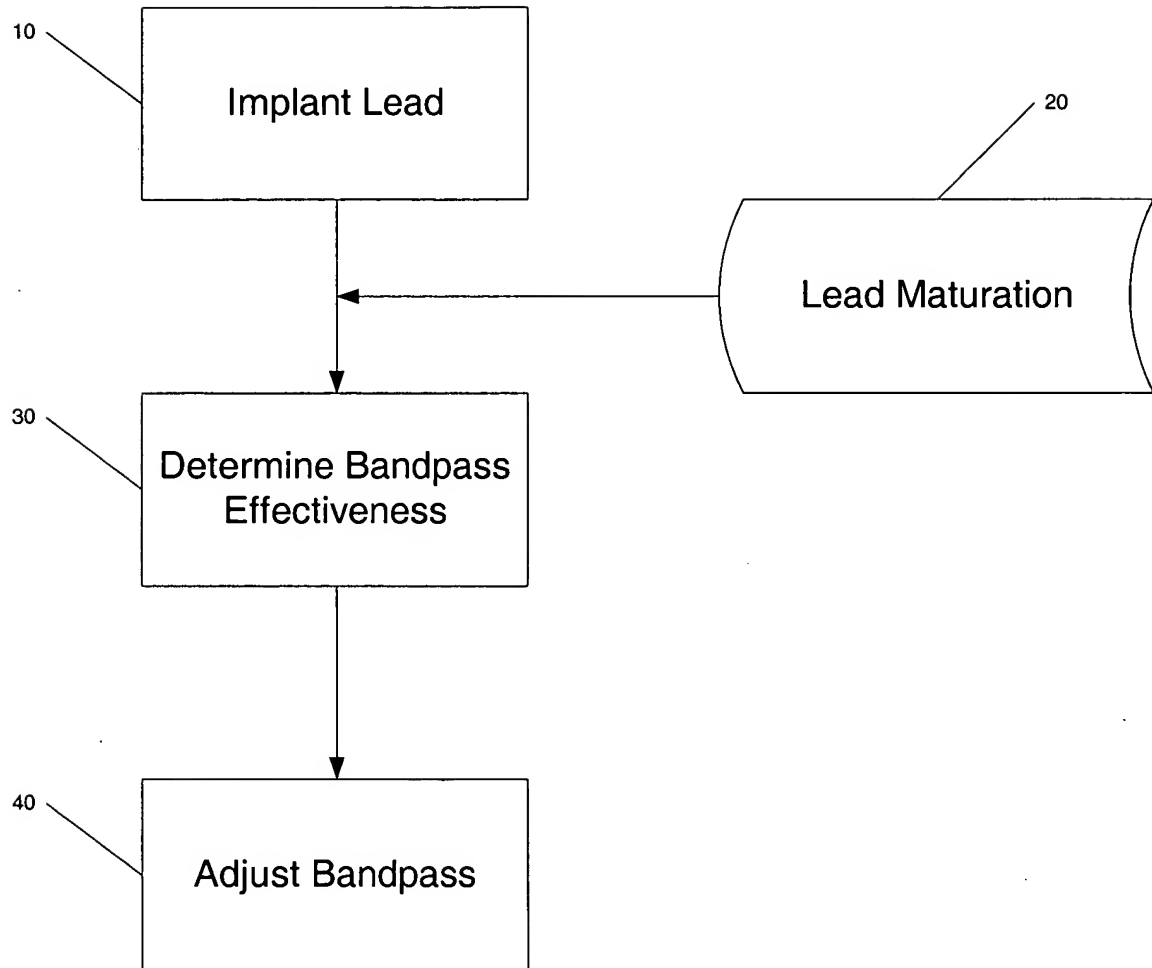 10
Implant Lead
20
Lead Maturation
30
Determine Bandpass
Effectiveness
40
Adjust Bandpass